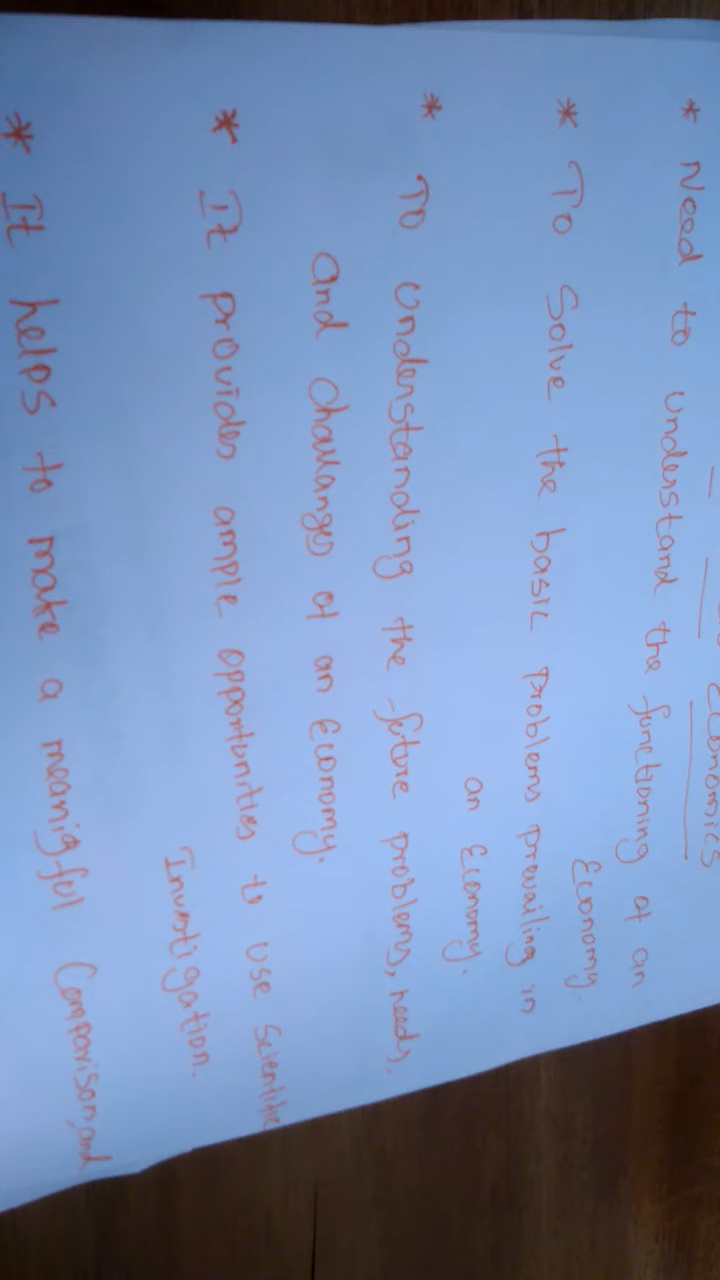 Economics
* Need to understand the functioning of an
Economy.
* To Solve the basic problems prevailing in
an Economy.
* To understanding the future problems, needs.
and challanges of an Economy.
* It provides ample opportunities to use Scientific
Investigation.
* It helps to make a meanigful Comparison, and